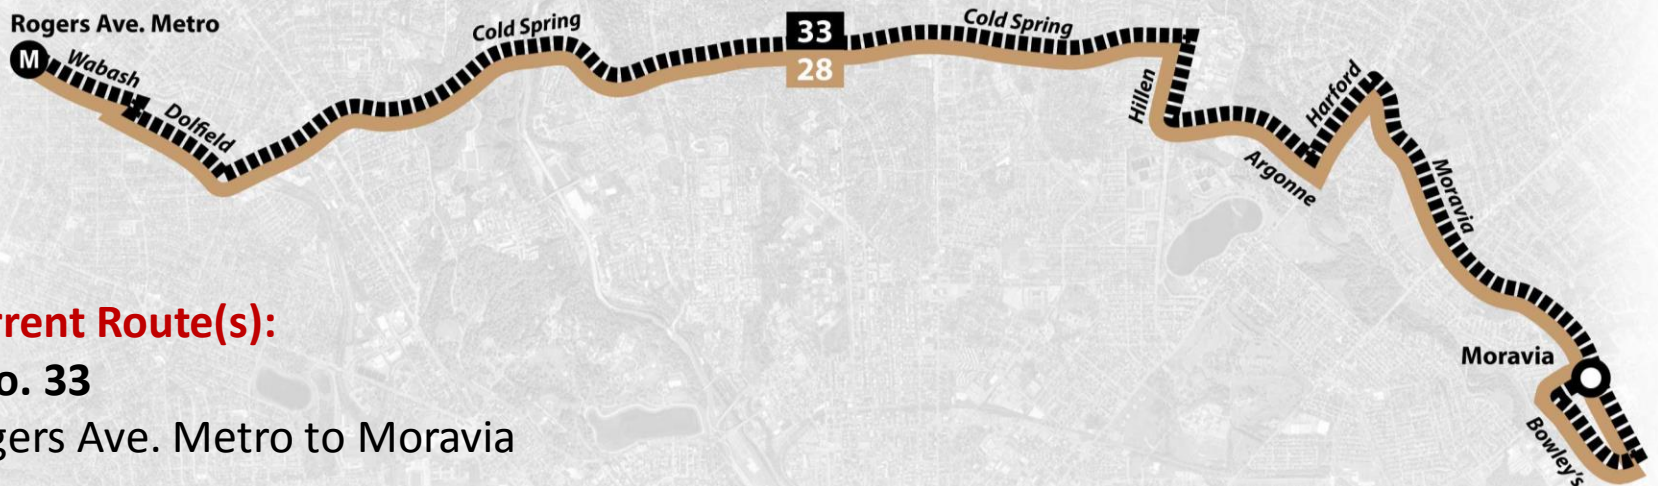 Rogers Ave. Metro
M
Wabash
Dolfield
Cold Spring
33
28
Cold Spring
Hillen
Argonne
Harford
Moravia
Moravia
Bowley's
rrent Route(s):
o. 33
gers Ave. Metro to Moravia